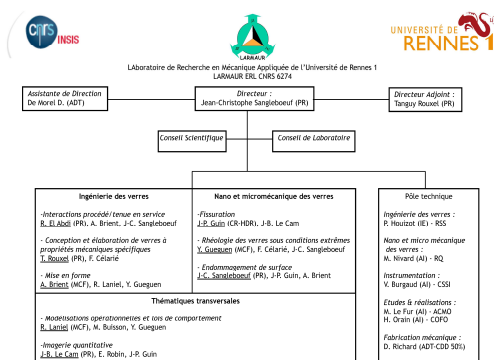 CNRS
INSIS
LARMAUR
UNIVERSITÉ DE
RENNES 1
LAboratoire de Recherche en Mécanique Appliquée de l'Université de Rennes 1
LARMAUR ERL CNRS 6274
Assistante de Direction
De Morel D. (ADT)
Directeur :
Jean-Christophe Sangleboeuf (PR)
Directeur Adjoint :
Tanguy Rouxel (PR)
Conseil Scientifique
Conseil de Laboratoire
Ingénierie des verres
-Interactions procédé/tenue en service
R. El Abdi (PR), A. Brient, J-C. Sangleboeuf
- Conception et élaboration de verres à
propriétés mécaniques spécifiques
T. Rouxel (PR), F. Célarié
- Mise en forme
A. Brient (MCF), R. Laniel, Y. Gueguen
Nano et micromécanique des verres
-Fissuration
J-P. Guin (CR-HDR), J-B. Le Cam
- Rhéologie des verres sous conditions extrêmes
Y. Gueguen (MCF), F. Célarié, J-C. Sangleboeuf
- Endommagement de surface
J-C. Sangleboeuf (PR), J-P. Guin, A. Brient
Thématiques transversales
- Modélisations opérationnelles et lois de comportement
R. Laniel (MCF), M. Buisson, Y. Gueguen
-Imagerie quantitative
J-B. Le Cam (PR), E. Robin, J-P. Guin
Pôle technique
Ingénierie des verres :
P. Houizot (IE) - RSS
Nano et micro mécanique
des verres :
M. Nivard (AI) - RQ
Instrumentation :
V. Burgaud (AI) - CSSI
Etudes & réalisations :
M. Le Fur (AI) - ACMO
H. Orain (AI) - COFO
Fabrication mécanique :
D. Richard (ADT-CDD 50%)